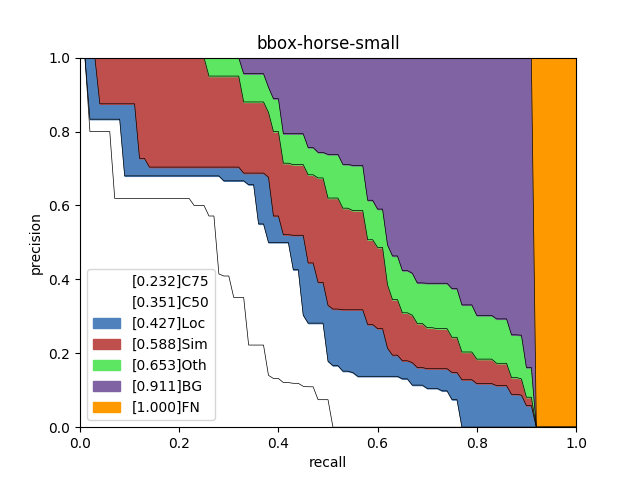 bbox-horse-small
1.0
0.8
0.6
0.4
0.2
0.0
precision
[0.232]C75
[0.351]C50
[0.427]Loc
[0.588]Sim
[0.653]Oth
[0.911]BG
[1.000]FN
0.0 0.2 0.4 0.6 0.8 1.0
recall